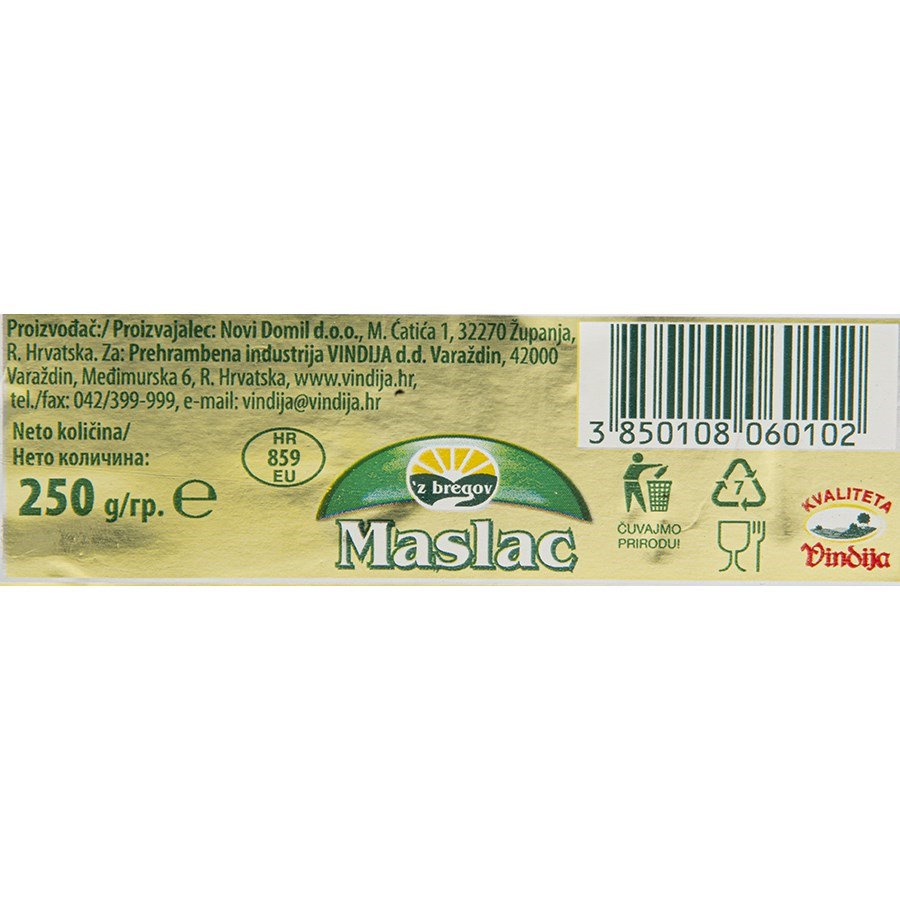 Proizvođač:/ Proizvajalec: Novi Domil d.o.o., M. Ćatića 1, 32270 Županja,
R. Hrvatska. Za: Prehrambena industrija VINDIJA d.d. Varaždin, 42000
Varaždin, Međimurska 6, R. Hrvatska, www.vindija.hr,
tel./fax: 042/399-999, e-mail: vindija@vindija.hr
Neto količina/
Нето количина:
250 g/гр. e
HR
859
EU
'z bregov
Maslac
3 850108 060102
ČUVAJMO
PRIRODU!
7
KVALITETA
Vindija